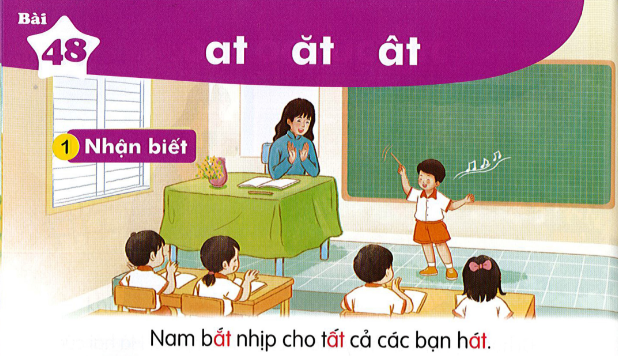 Bài
48
at ăt ât
1 Nhận biết
Nam bắt nhịp cho tất cả các bạn hát.